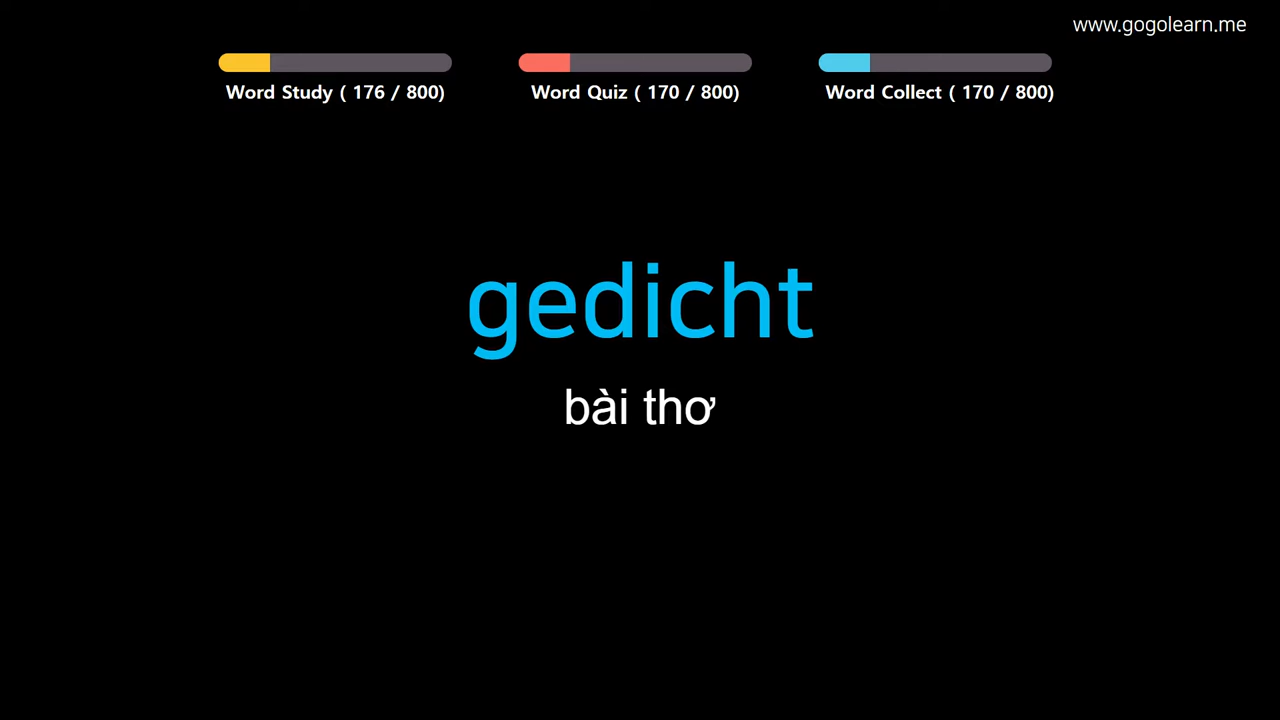 www.gogolearn.me
Word Study ( 176 / 800)
Word Quiz ( 170 / 800)
Word Collect ( 170 / 800)
gedicht
bài thơ